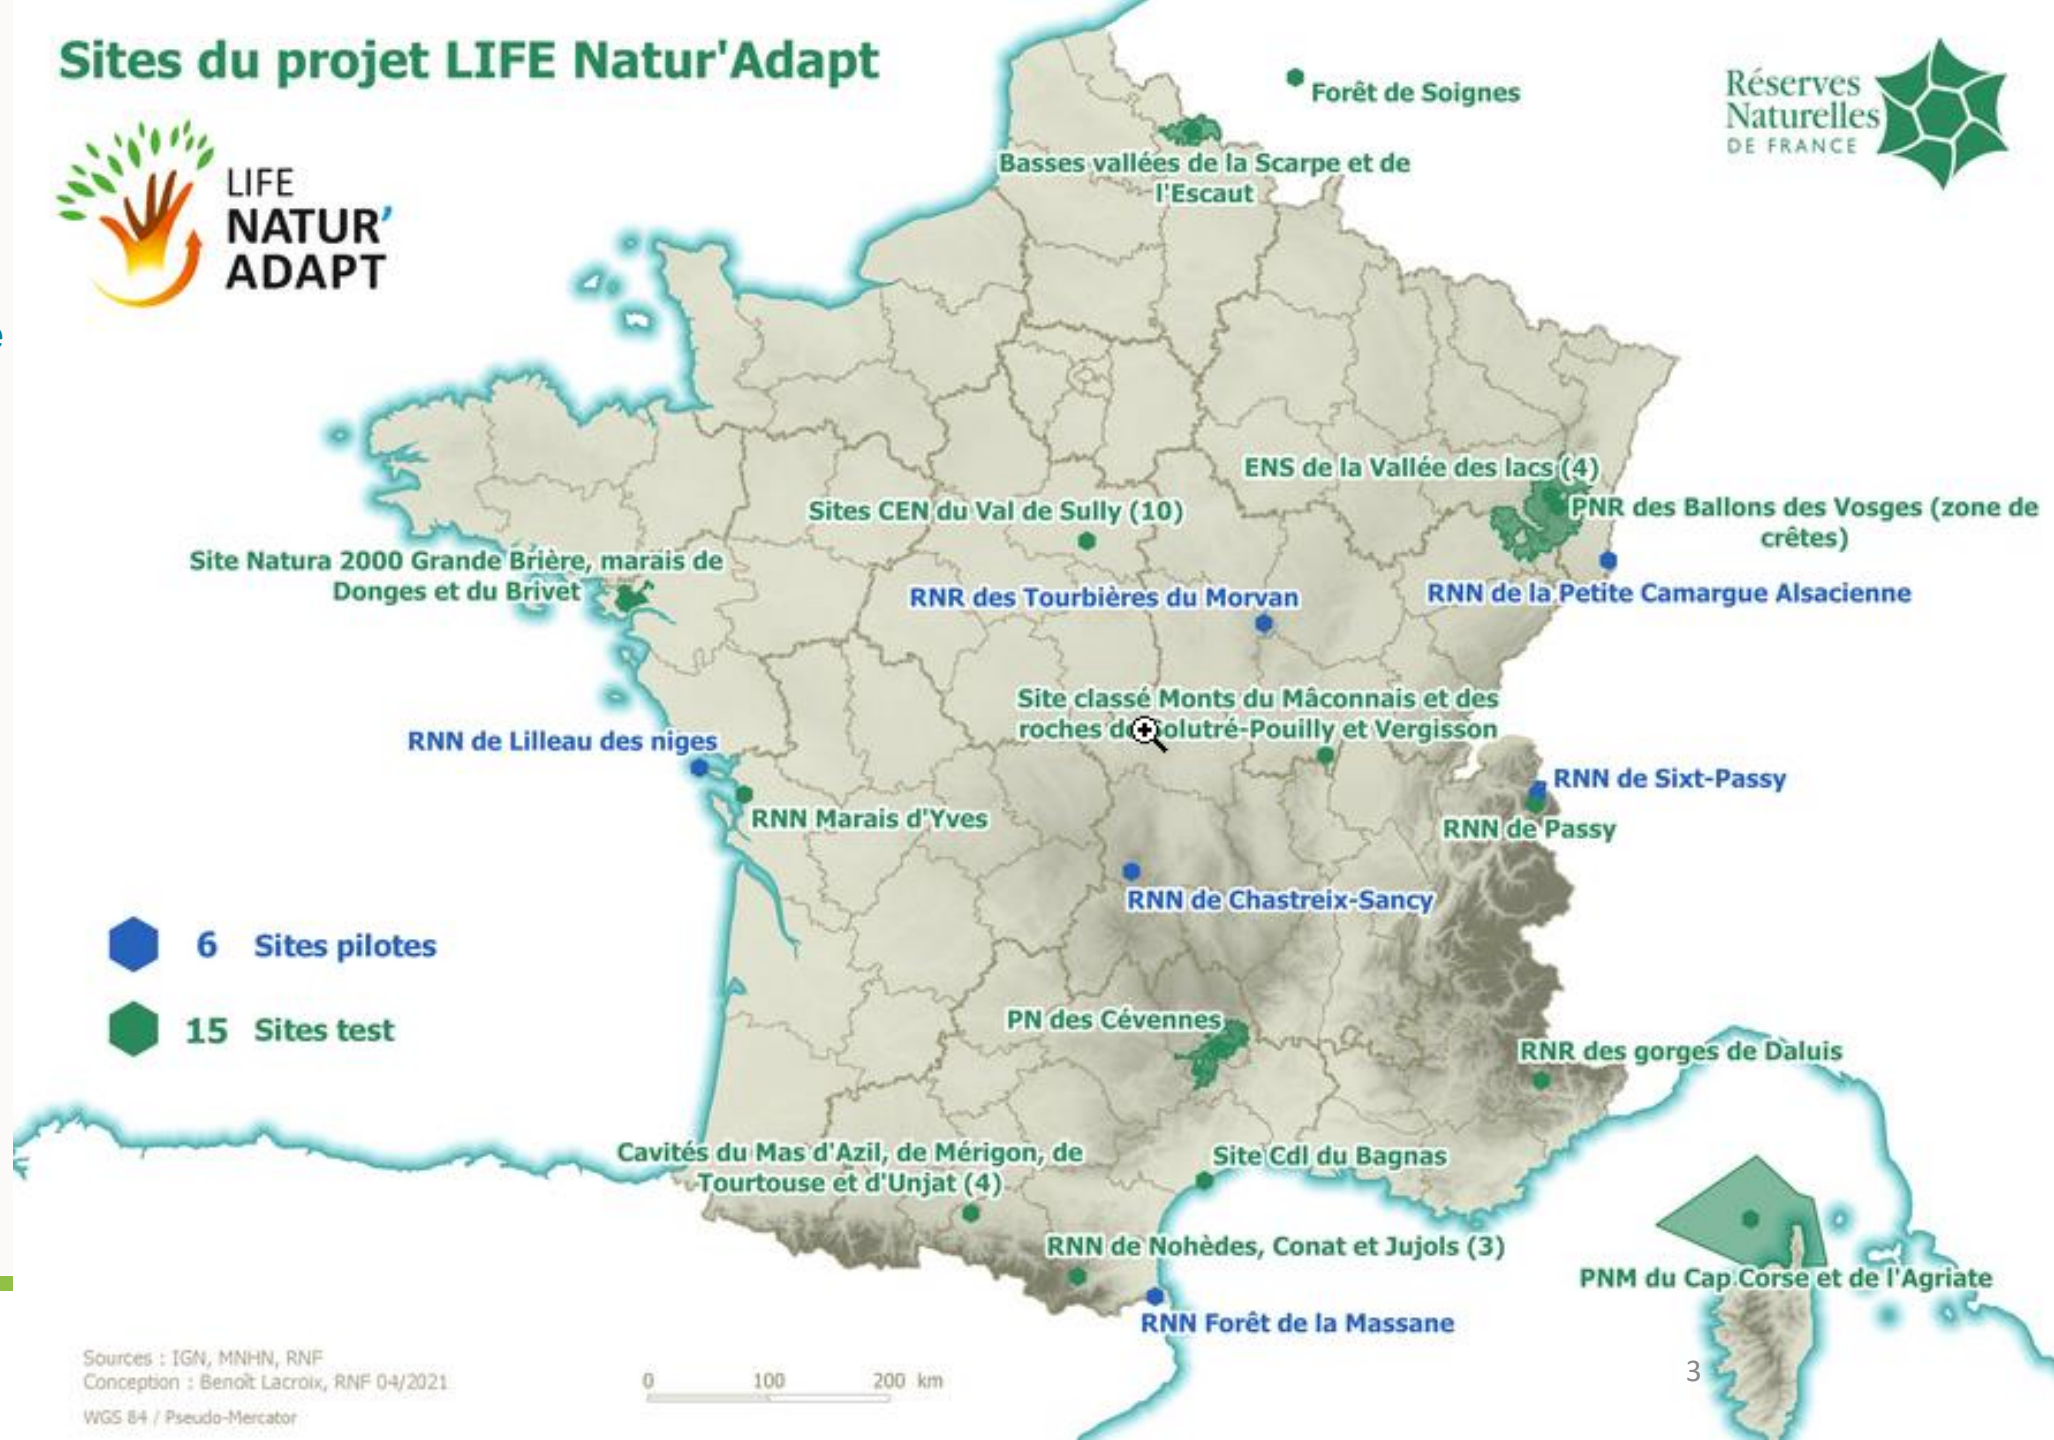 Sites du projet LIFE Natur'Adapt
LIFE
NATUR'
ADAPT
Réserves
Naturelles
DE FRANCE
Forêt de Soignes
Basses vallées de la Scarpe et de
l'Escaut
ENS de la Vallée des lacs (4)
PNR des Ballons des Vosges (zone de
crêtes)
Sites CEN du Val de Sully (10)
Site Natura 2000 Grande Brière, marais de
Donges et du Brivet
RNR des Tourbières du Morvan
RNN de la Petite Camargue Alsacienne
Site classé Monts du Mâconnais et des
roches de Solutré-Pouilly et Vergisson
RNN de Lilleau des niges
RNN Marais d'Yves
RNN de Sixt-Passy
RNN de Passy
RNN de Chastreix-Sancy
6 Sites pilotes
15 Sites test
PN des Cévennes
RNR des gorges de Daluis
Cavités du Mas d'Azil, de Mérigon, de
Tourtouse et d'Unjat (4)
Site Cdl du Bagnas
RNN de Nohèdes, Conat et Jujols (3)
PNM du Cap Corse et de l'Agriate
RNN Forêt de la Massane
Sources : IGN, MNHN, RNF
Conception : Benoît Lacroix, RNF 04/2021
WGS 84 / Pseudo-Mercator
0 100 200 km
3